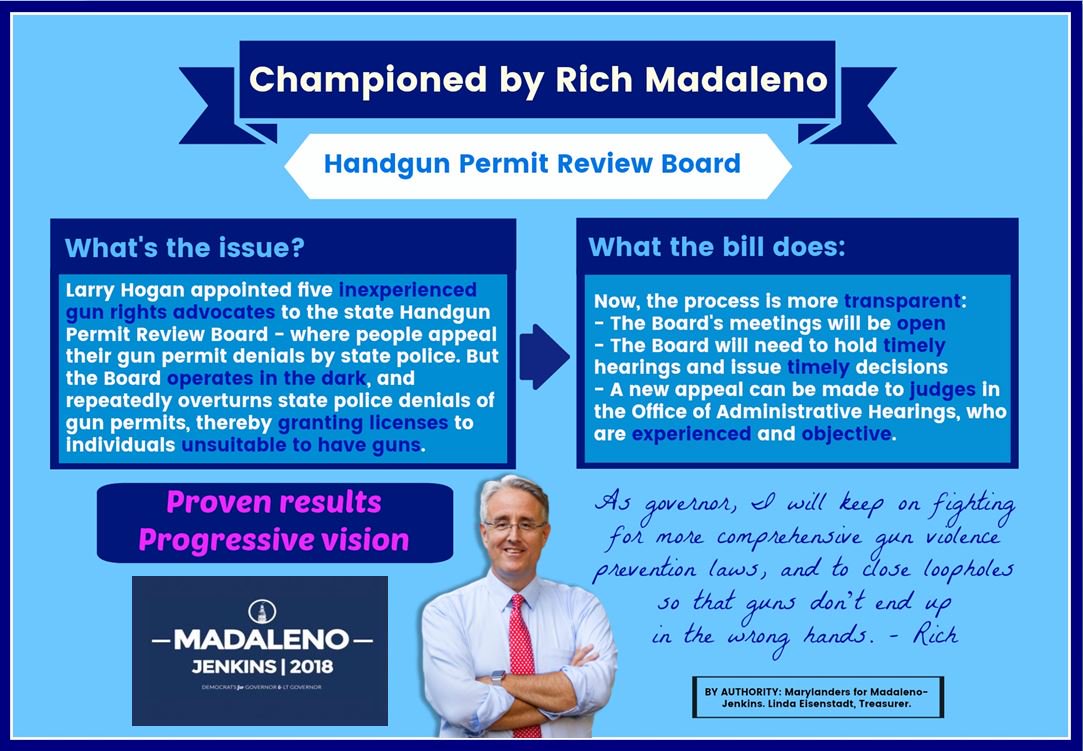 Championed by Rich Madaleno
Handgun Permit Review Board
What's the issue?
Larry Hogan appointed five inexperienced
gun rights advocates to the state Handgun
Permit Review Board - where people appeal
their gun permit denials by state police. But
the Board operates in the dark, and
repeatedly overturns state police denials of
gun permits, thereby granting licenses to
individuals unsuitable to have guns.
What the bill does:
Now, the process is more transparent:
- The Board's meetings will be open
- The Board will need to hold timely
hearings and issue timely decisions
- A new appeal can be made to judges in
the Office of Administrative Hearings, who
are experienced and objective.
Proven results
Progressive vision
MADALENO
JENKINS | 2018
DEMOCRATS for GOVERNOR & LT GOVERNOR
As governor, I will keep on fighting
for more comprehensive gun violence
prevention laws, and to close loopholes
so that guns don't end up
in the wrong hands. - Rich
BY AUTHORITY: Marylanders for Madaleno-
Jenkins. Linda Eisenstadt, Treasurer.